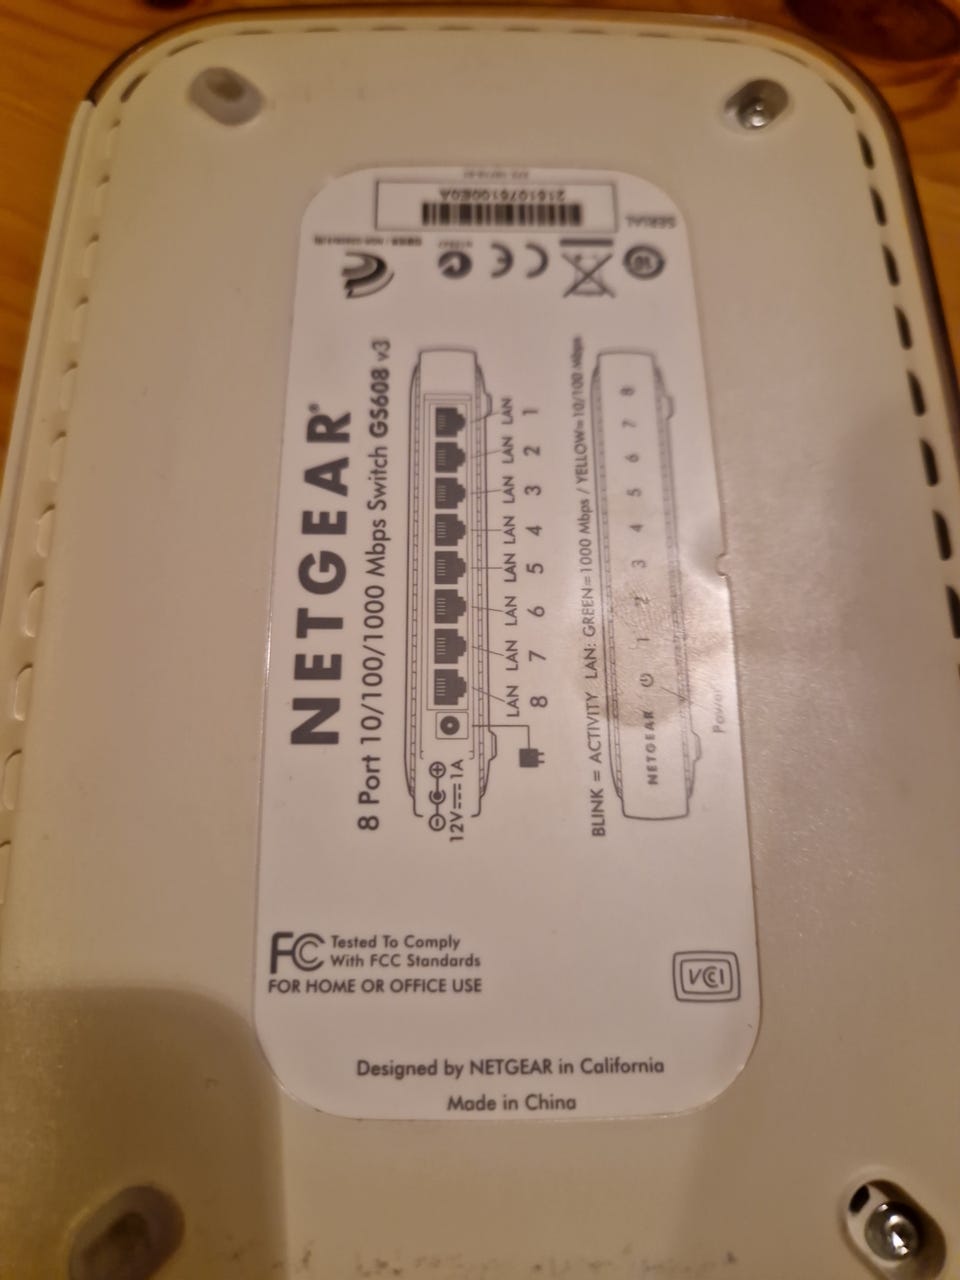 NETGEAR®
8 Port 10/100/1000 Mbps Switch GS608 v3
12V 1A
LAN LAN LAN LAN LAN LAN LAN LAN
8 7 6 5 4 3 2 1
BLINK = ACTIVITY LAN: GREEN=1000 Mbps / YELLOW=10/100 Mbps
NETGEAR 1 2 3 4 5 6 7 8
Power
SERIAL
FC Tested To Comply
With FCC Standards
FOR HOME OR OFFICE USE
VCI
Designed by NETGEAR in California
Made in China